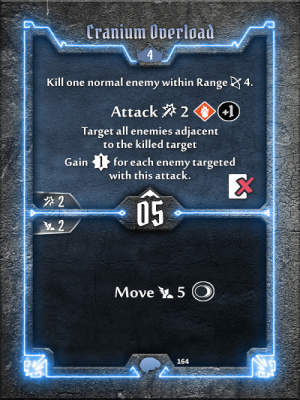 Cranium Overload
4
Kill one normal enemy within Range 4.
Attack 2 +1
Target all enemies adjacent
to the killed target
Gain 1 for each enemy targeted
with this attack.
2
05
2
Move 5
164